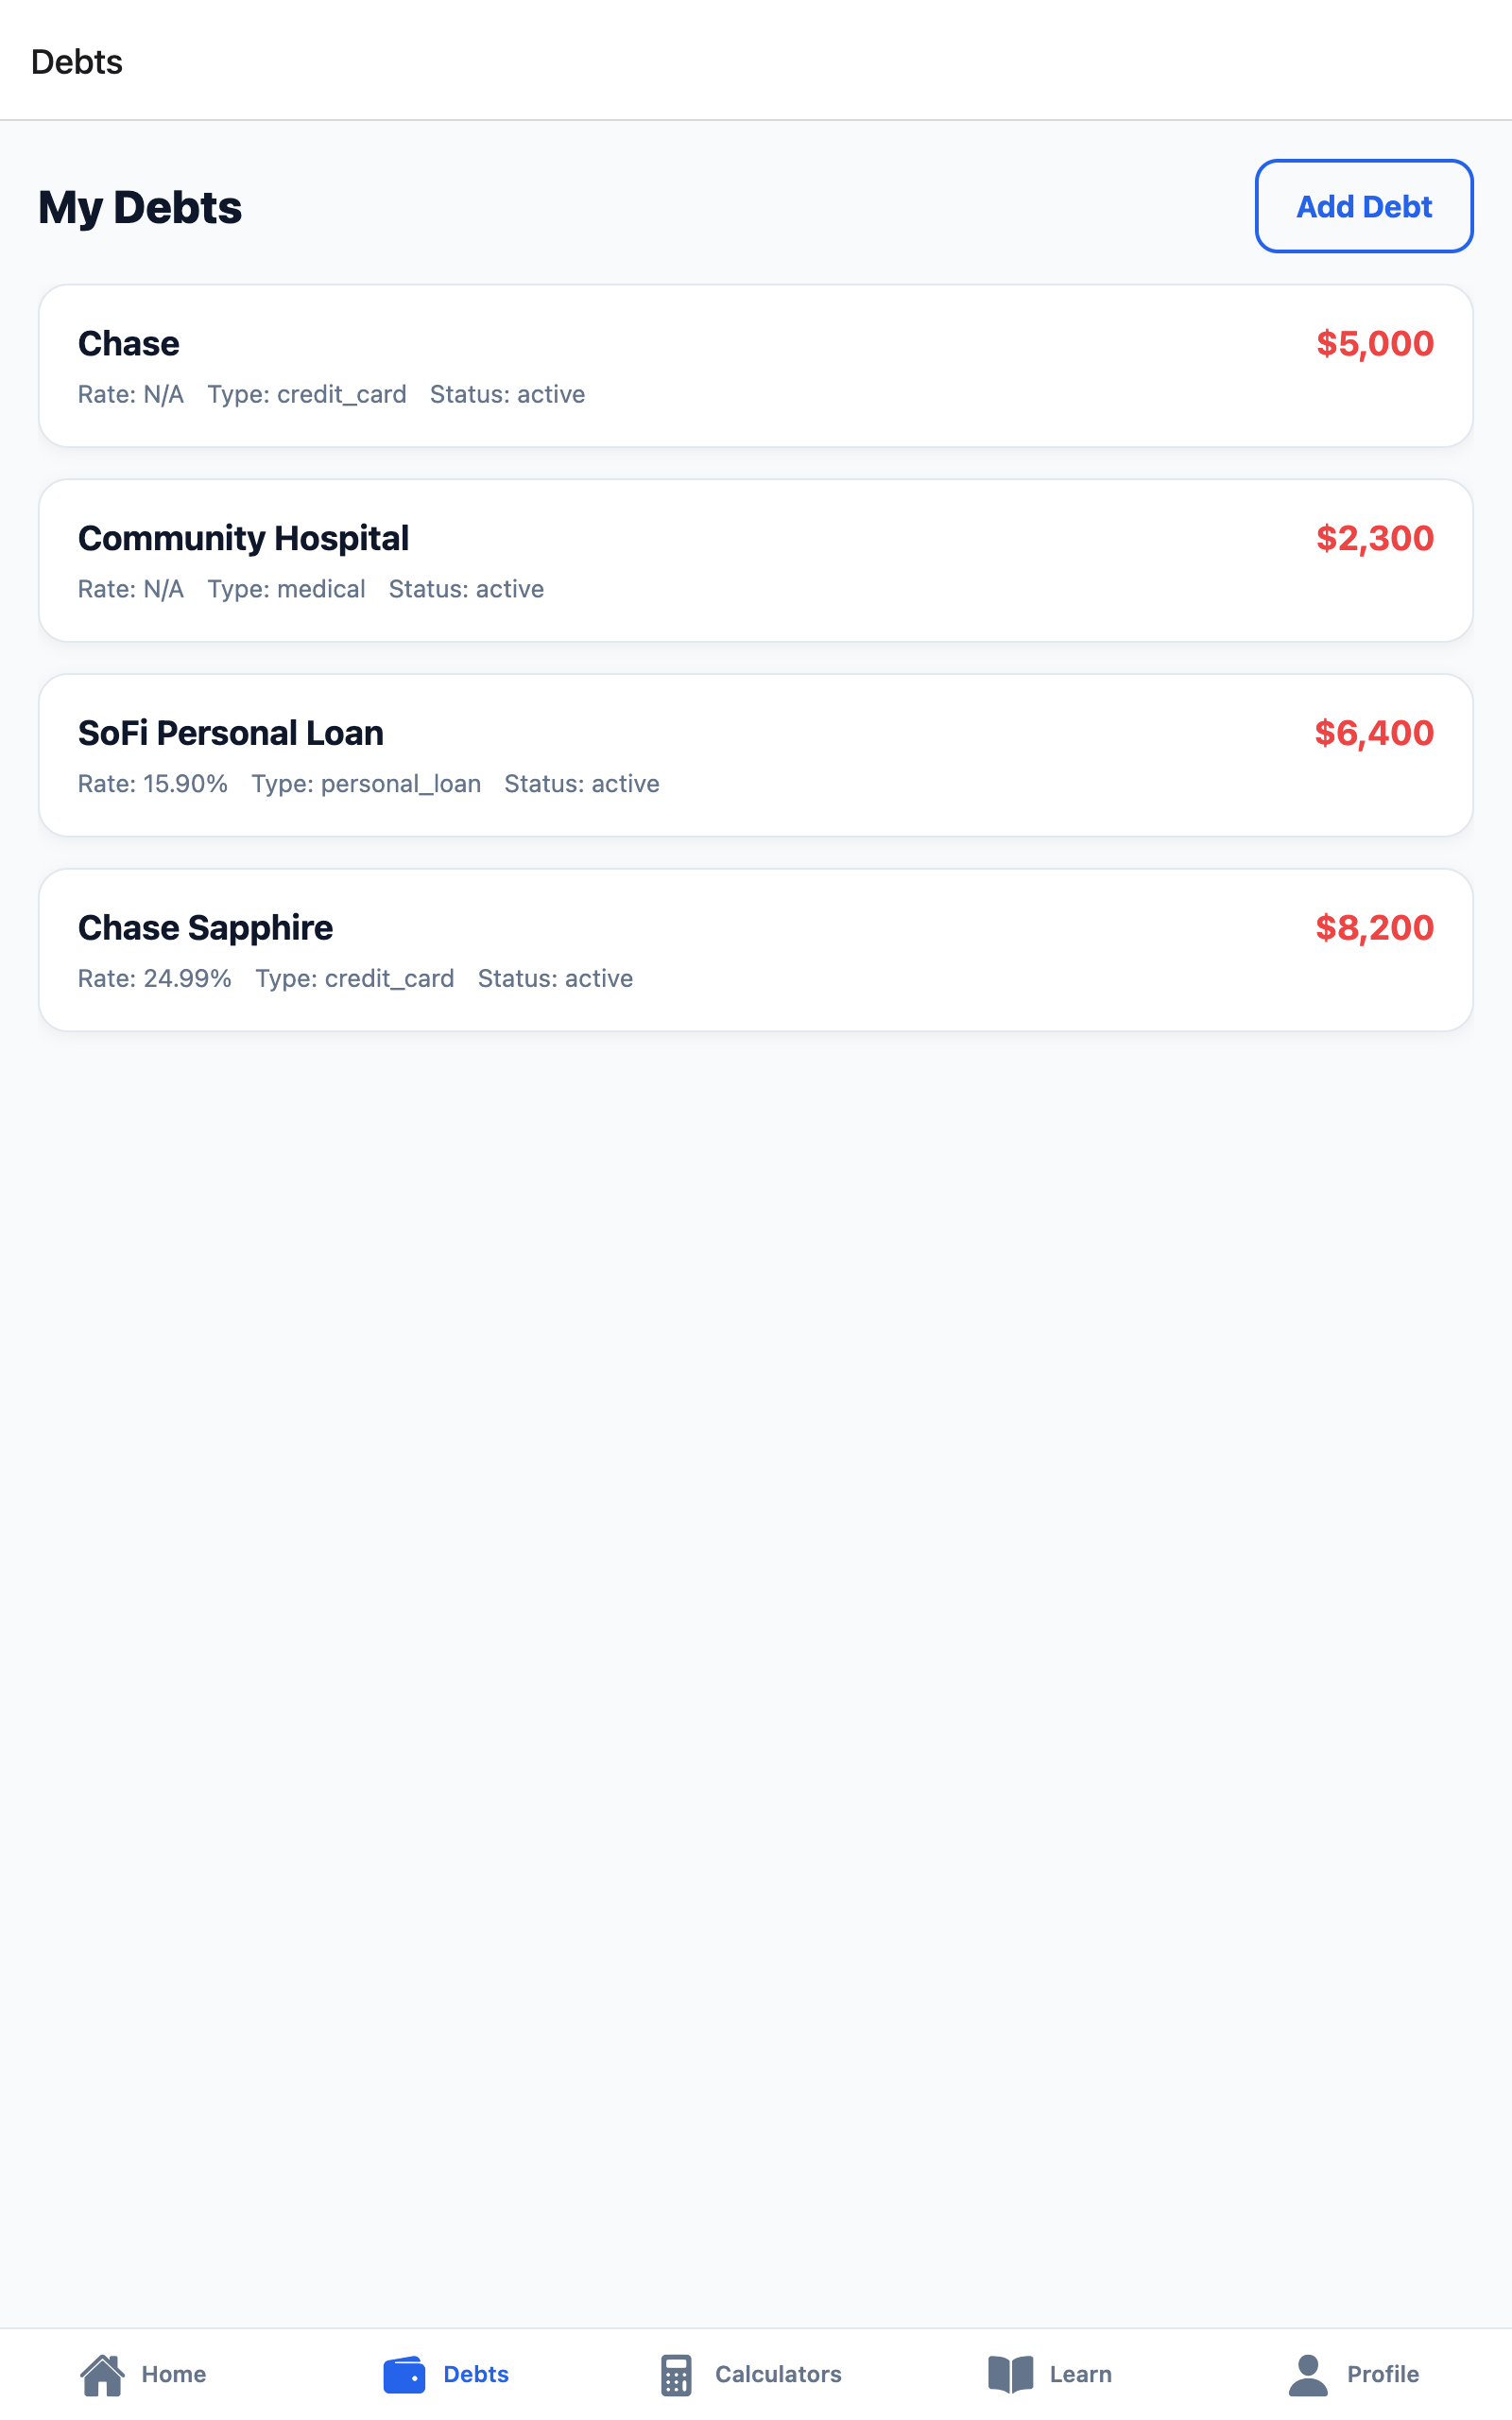 Debts
My Debts
Add Debt
Chase
$5,000
Rate: N/A Type: credit_card Status: active
Community Hospital
$2,300
Rate: N/A Type: medical Status: active
SoFi Personal Loan
$6,400
Rate: 15.90% Type: personal_loan Status: active
Chase Sapphire
$8,200
Rate: 24.99% Type: credit_card Status: active
Home
Debts
Calculators
Learn
Profile